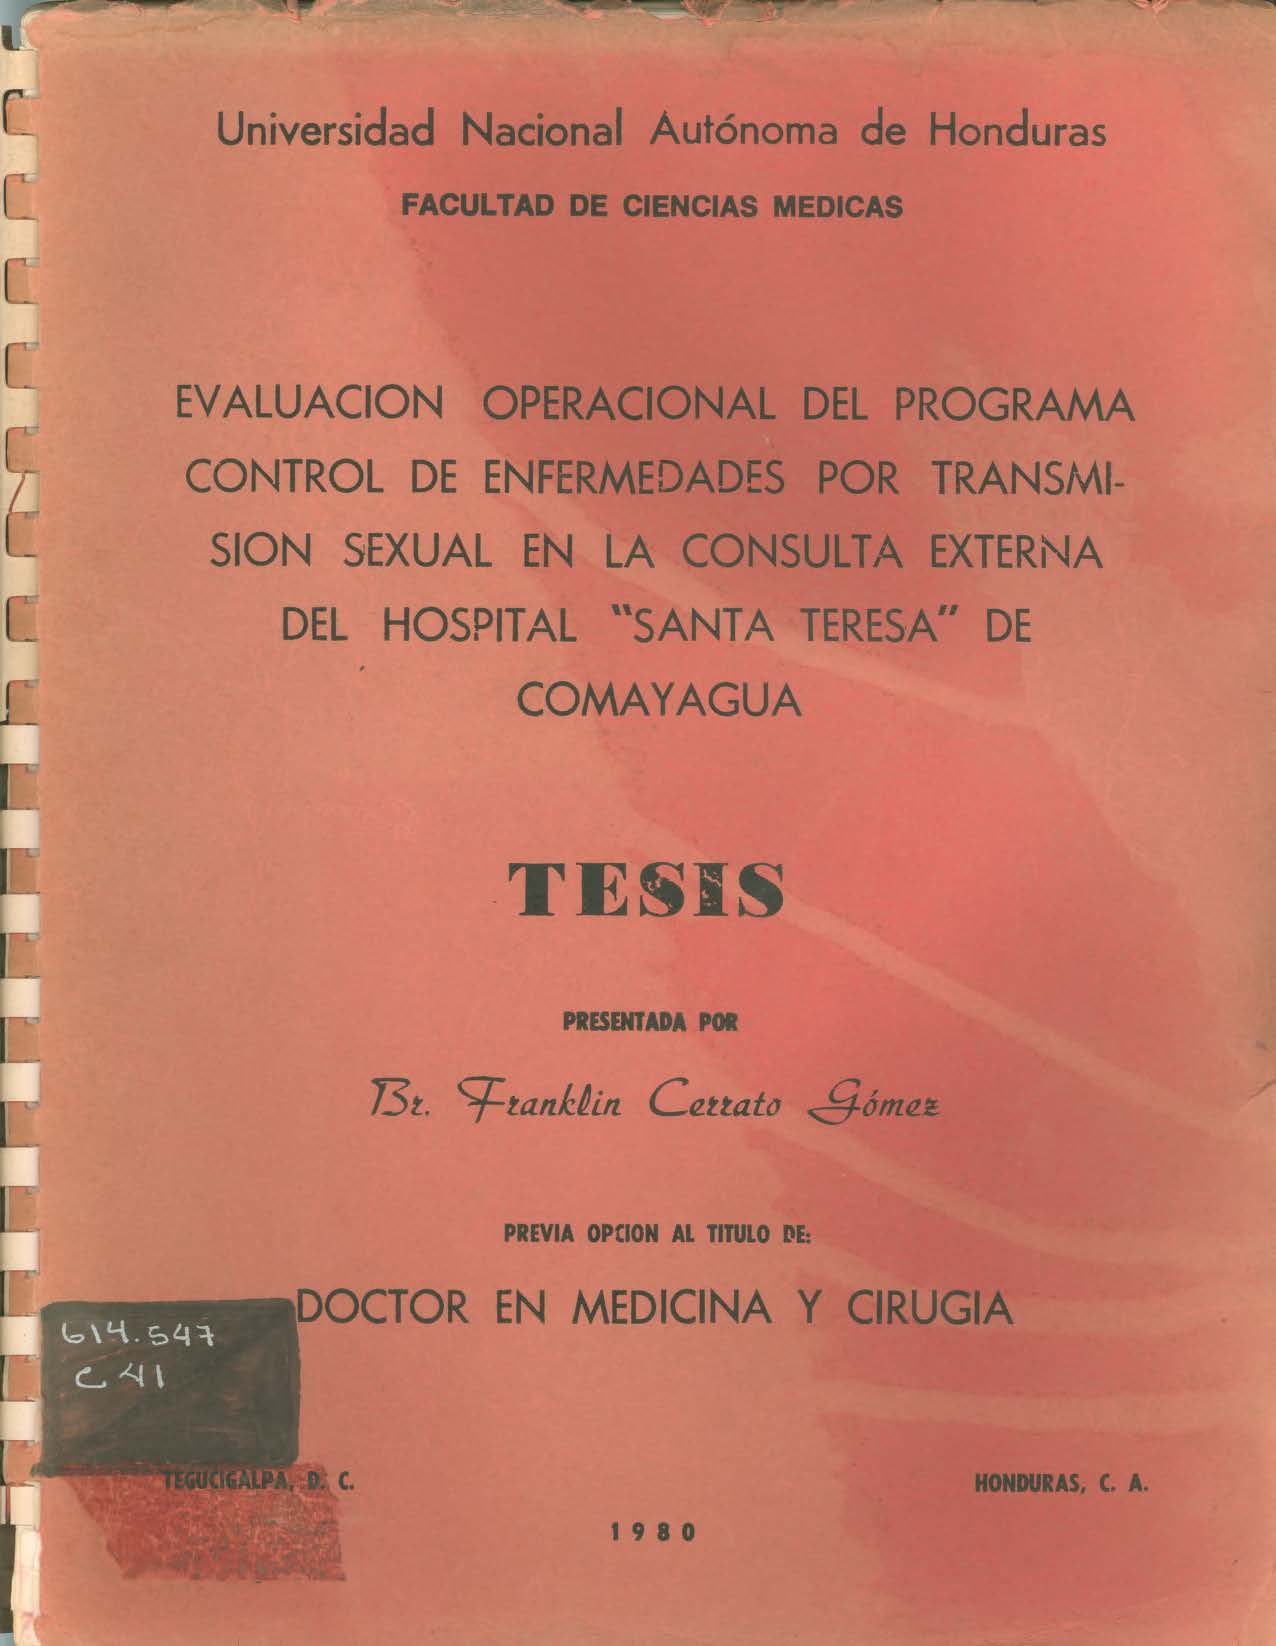 Universidad Nacional Autónoma de Honduras
FACULTAD DE CIENCIAS MEDICAS
EVALUACION OPERACIONAL DEL PROGRAMA
CONTROL DE ENFERMEDADES POR TRANSMI-
SION SEXUAL EN LA CONSULTA EXTERNA
DEL HOSPITAL "SANTA TERESA" DE
COMAYAGUA
TESIS
PRESENTADA POR
Br. Franklin Cerrato Gómez
PREVIA OPCION AL TITULO DE:
DOCTOR EN MEDICINA Y CIRUGIA
614.547
C41
TEGUCIGALPA, D. C. HONDURAS, C. A.
1980